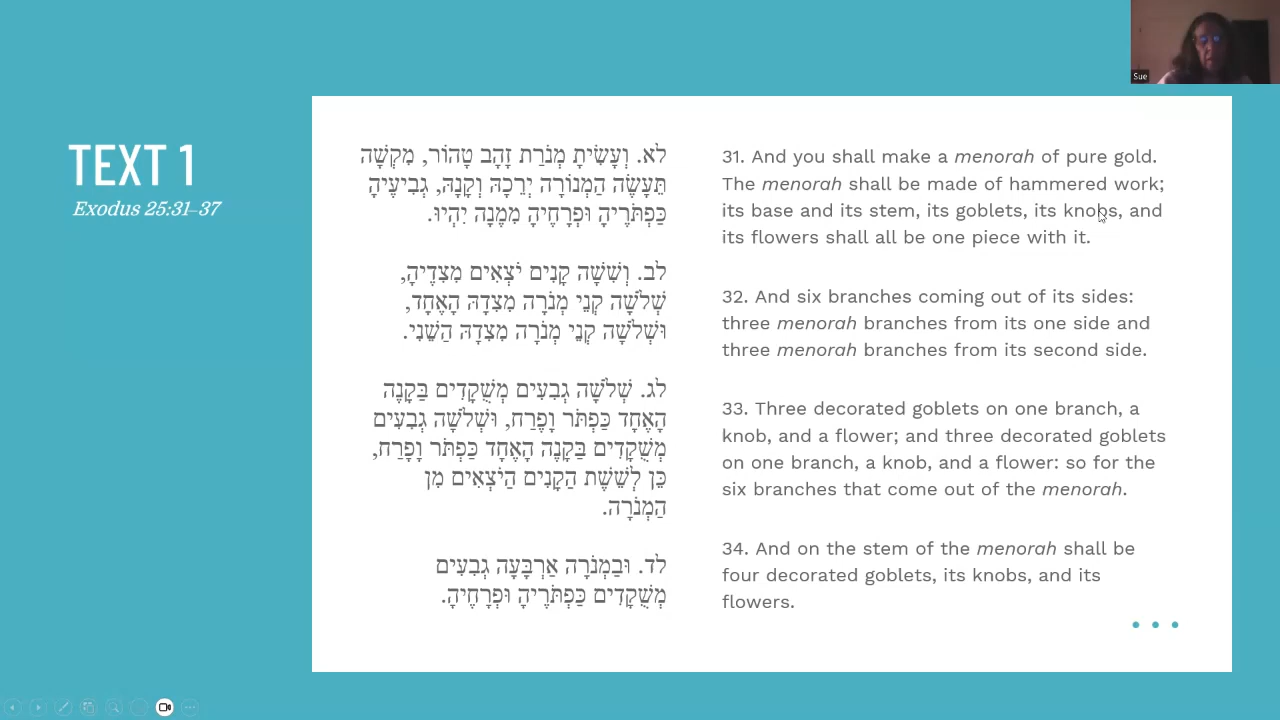 Sue
TEXT 1
Exodus 25:31–37
לא. וְעָשִׂיתָ מְנֹרַת זָהָב טָהוֹר, מִקְשָׁה
תֵּעָשֶׂה הַמְנוֹרָה יְרֵכָהּ וְקָנָהּ, גְּבִיעֶיהָ
כַּפְתֹּרֶיהָ וּפְרָחֶיהָ מִמֶּנָּה יִהְיוּ.
לב. וְשִׁשָּׁה קָנִים יֹצְאִים מִצִּדֶּיהָ,
שְׁלֹשָׁה קְנֵי מְנֹרָה מִצִּדָּהּ הָאֶחָד,
וּשְׁלֹשָׁה קְנֵי מְנֹרָה מִצִּדָּהּ הַשֵּׁנִי.
לג. שְׁלֹשָׁה גְבִעִים מְשֻׁקָּדִים בַּקָּנֶה
הָאֶחָד כַּפְתֹּר וָפֶרַח, וּשְׁלֹשָׁה גְבִעִים
מְשֻׁקָּדִים בַּקָּנֶה הָאֶחָד כַּפְתֹּר וָפָרַח,
כֵּן לְשֵׁשֶׁת הַקָּנִים הַיֹּצְאִים מִן
הַמְּנֹרָה.
לד. וּבַמְּנֹרָה אַרְבָּעָה גְבִעִים
מְשֻׁקָּדִים כַּפְתֹּרֶיהָ וּפְרָחֶיהָ.
31. And you shall make a menorah of pure gold.
The menorah shall be made of hammered work;
its base and its stem, its goblets, its knobs, and
its flowers shall all be one piece with it.
32. And six branches coming out of its sides:
three menorah branches from its one side and
three menorah branches from its second side.
33. Three decorated goblets on one branch, a
knob, and a flower; and three decorated goblets
on one branch, a knob, and a flower: so for the
six branches that come out of the menorah.
34. And on the stem of the menorah shall be
four decorated goblets, its knobs, and its
flowers.